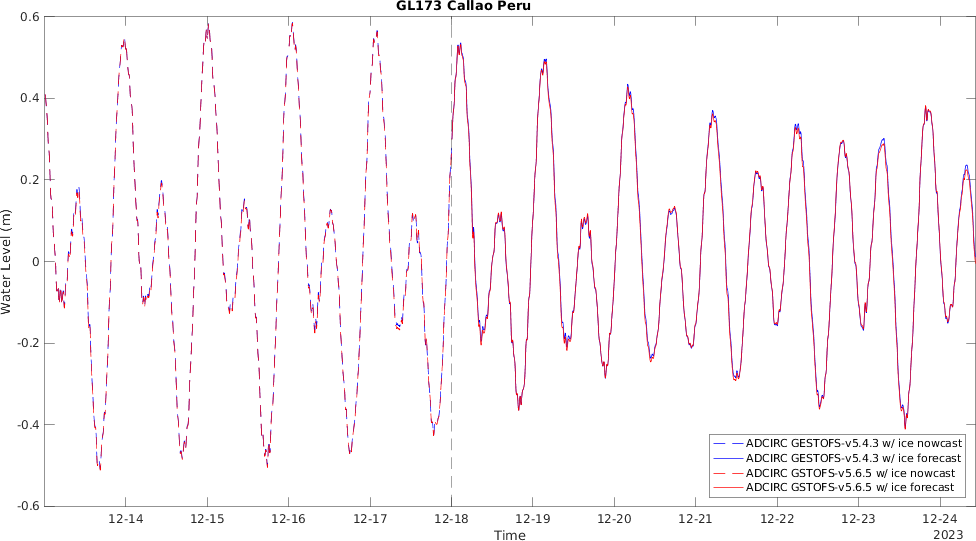 GL173 Callao Peru
0.6
0.4
0.2
0
-0.2
-0.4
-0.6
Water Level (m)
ADCIRC GESTOFS-v5.4.3 w/ ice nowcast
ADCIRC GESTOFS-v5.4.3 w/ ice forecast
ADCIRC GSTOFS-v5.6.5 w/ ice nowcast
ADCIRC GSTOFS-v5.6.5 w/ ice forecast
12-14 12-15 12-16 12-17 12-18 12-19 12-20 12-21 12-22 12-23 12-24
Time 2023